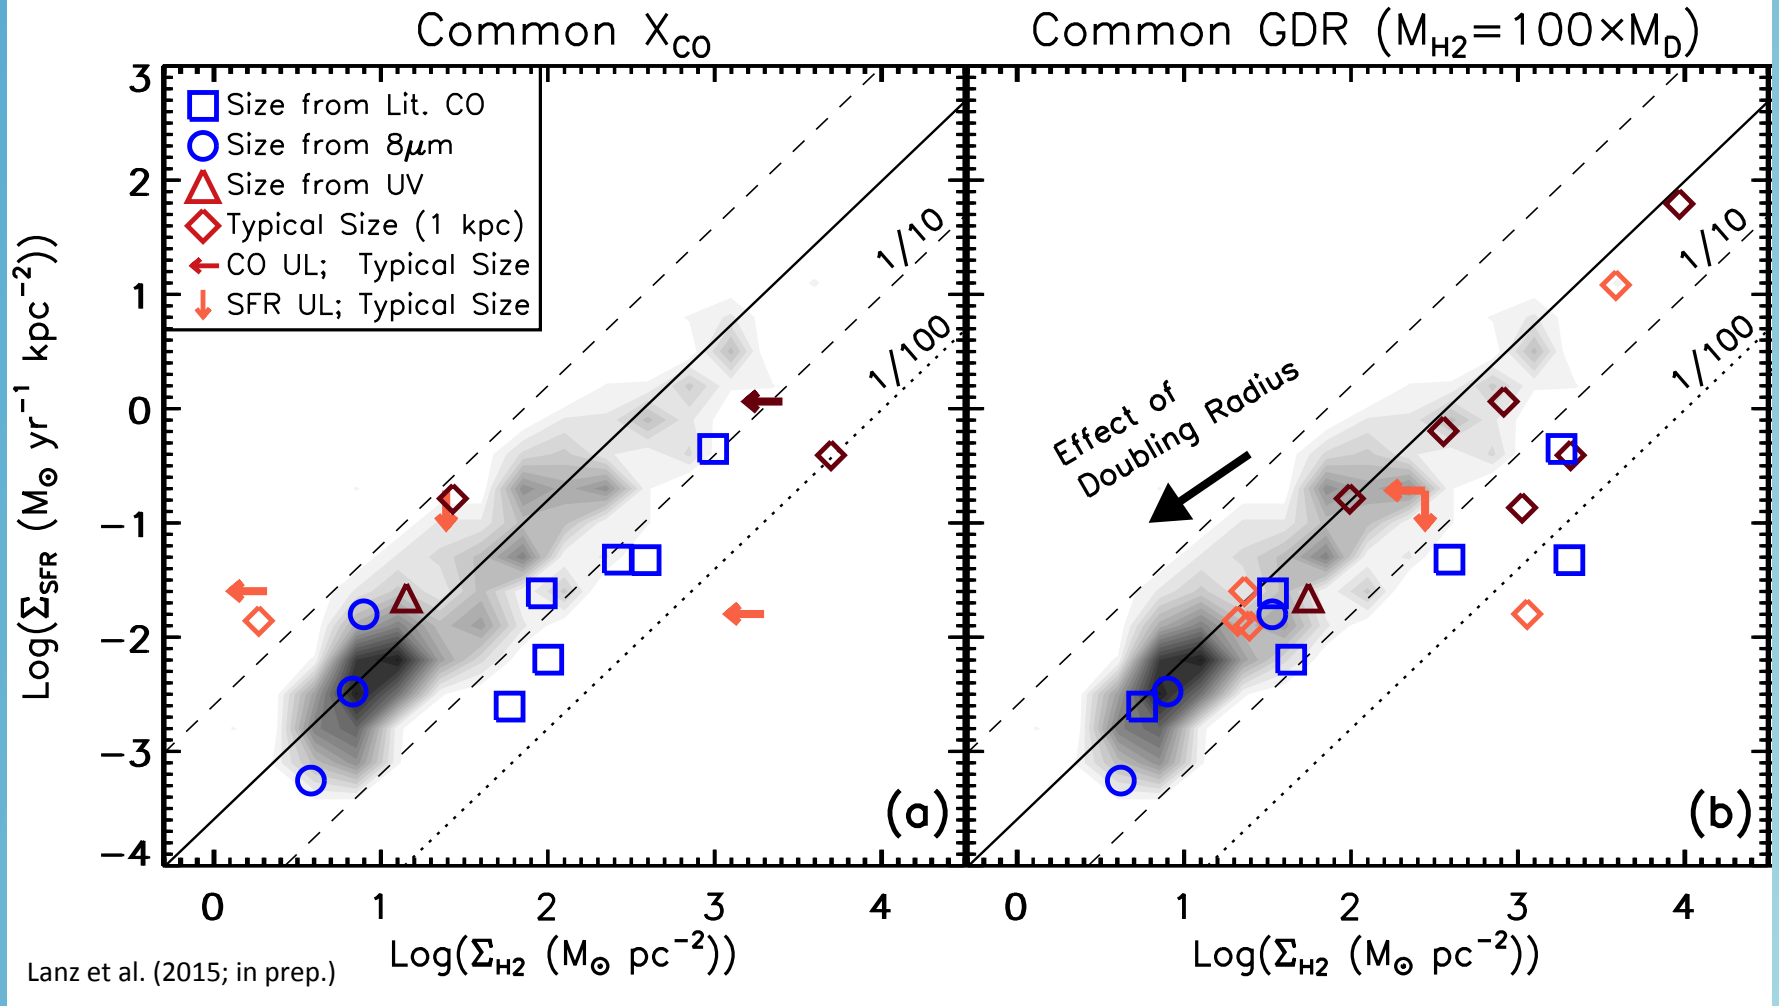 Common X_CO
Common GDR (M_H2=100×M_D)
Size from Lit. CO
Size from 8μm
Size from UV
Typical Size (1 kpc)
CO UL; Typical Size
SFR UL; Typical Size
3
2
1
0
−1
−2
−3
−4
Log(Σ_SFR (M_⊙ yr⁻¹ kpc⁻²))
1/10
1/100
(a)
Effect of
Doubling Radius
1/10
1/100
(b)
0 1 2 3 4
0 1 2 3 4
Log(Σ_H2 (M_⊙ pc⁻²))
Log(Σ_H2 (M_⊙ pc⁻²))
Lanz et al. (2015; in prep.)